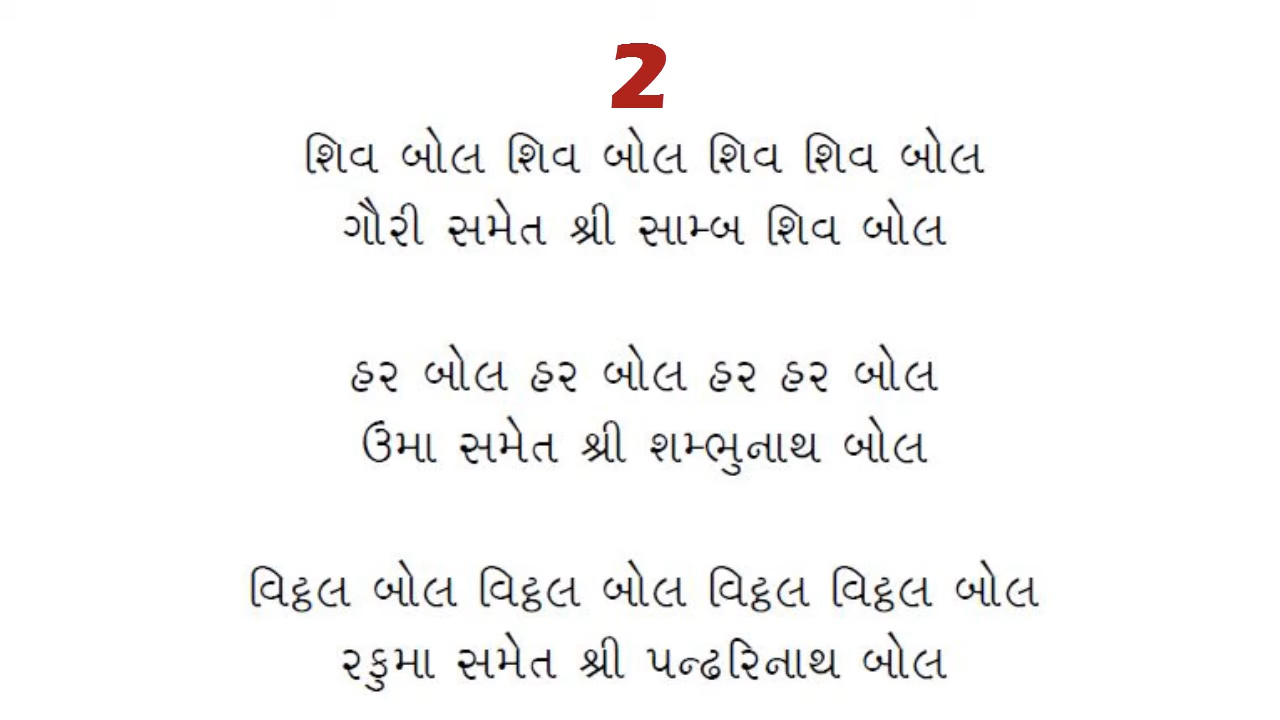 2
શિવ બોલ શિવ બોલ શિવ શિવ બોલ
ગૌરી સમેત શ્રી સામ્બ શિવ બોલ
હર બોલ હર બોલ હર હર બોલ
ઉમા સમેત શ્રી શમ્ભુનાથ બોલ
વિટ્ઠલ બોલ વિટ્ઠલ બોલ વિટ્ઠલ વિટ્ઠલ બોલ
રકુમા સમેત શ્રી પન્ઢરિનાથ બોલ